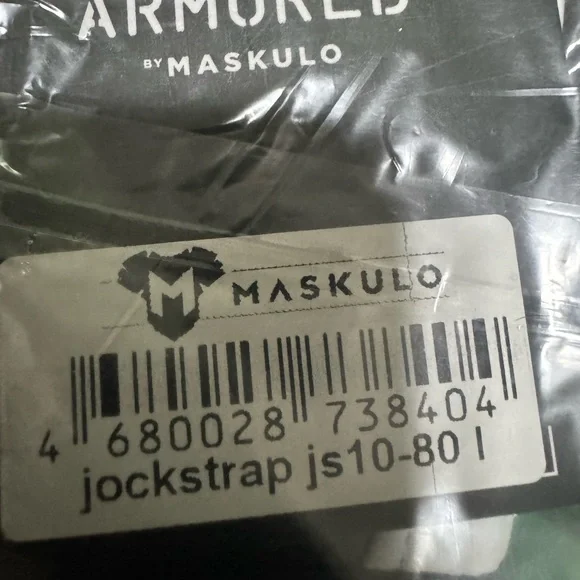 ARMORED
BY MASKULO
M MASKULO
4 680028 738404
jockstrap js10-80 l